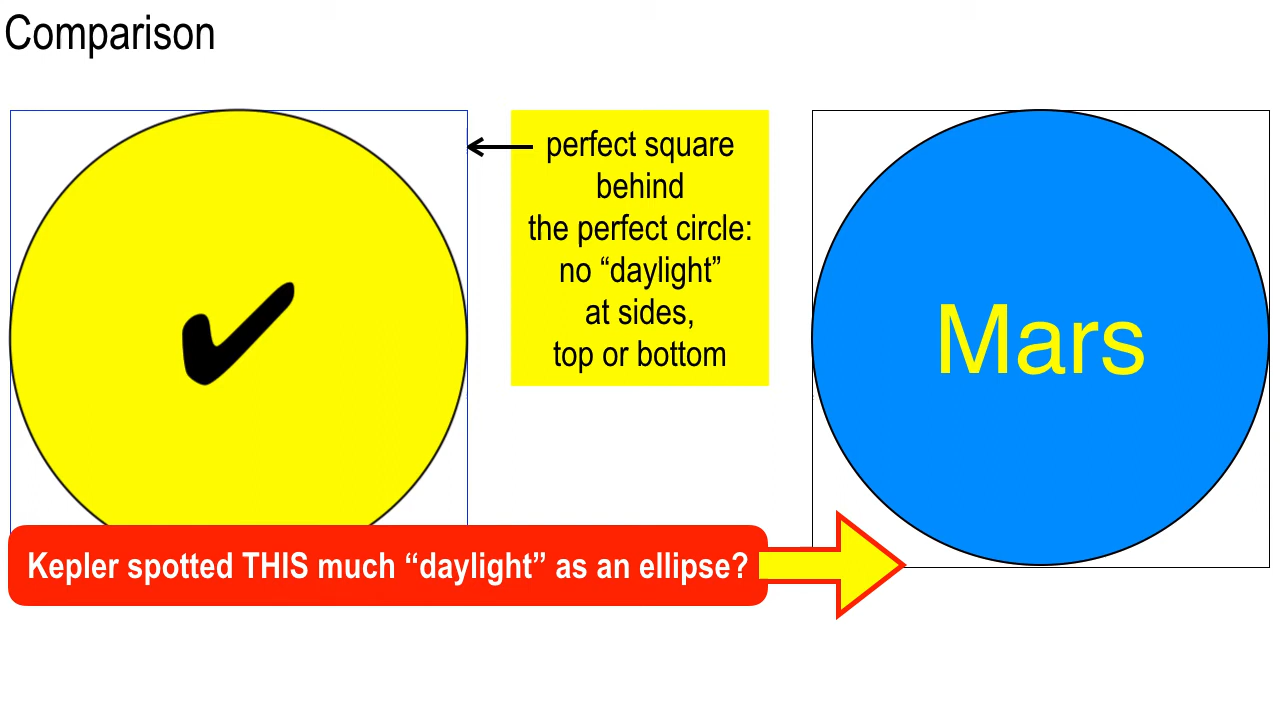 Comparison
perfect square
behind
the perfect circle:
no “daylight”
at sides,
top or bottom
✔
Mars
Kepler spotted THIS much “daylight” as an ellipse?